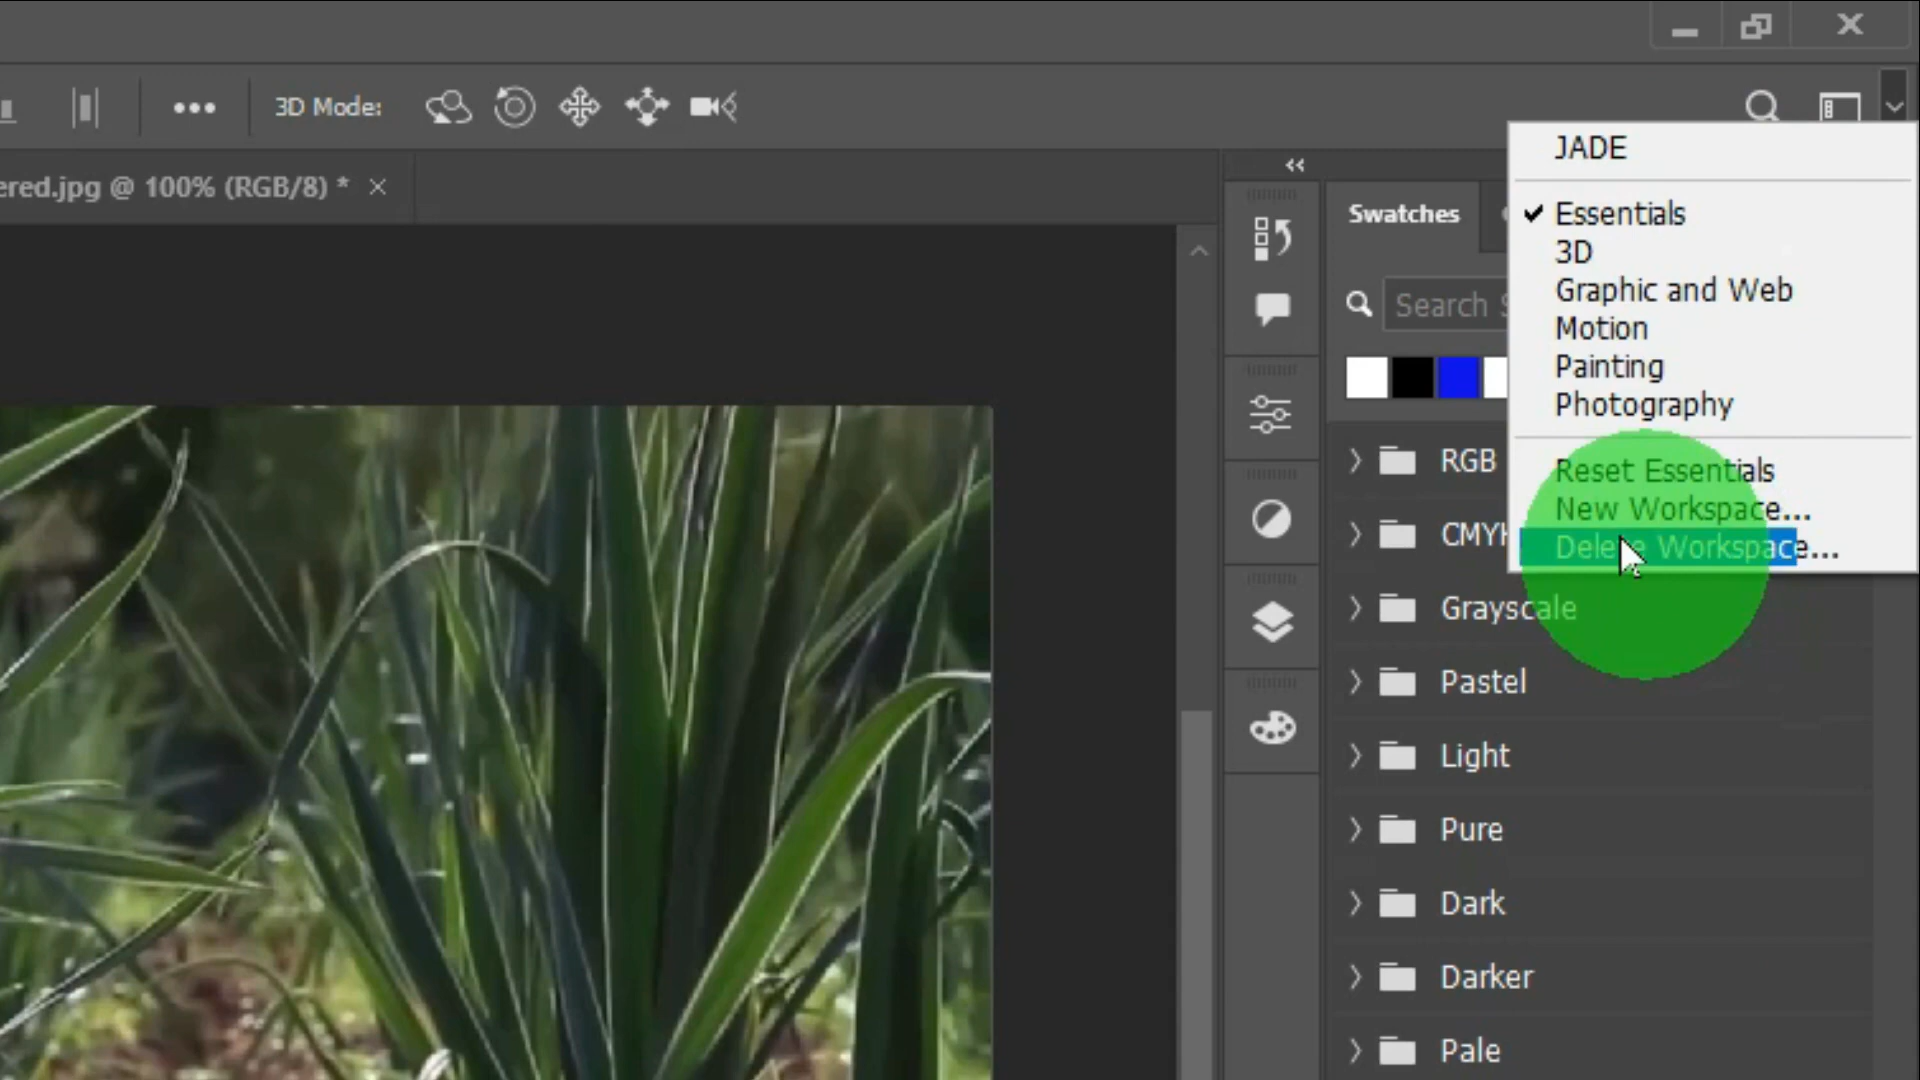 3D Mode:
ered.jpg @ 100% (RGB/8) *
JADE
Essentials
3D
Graphic and Web
Motion
Painting
Photography
Reset Essentials
New Workspace...
Delete Workspace...
Swatches
Search
RGB
CMYK
Grayscale
Pastel
Light
Pure
Dark
Darker
Pale